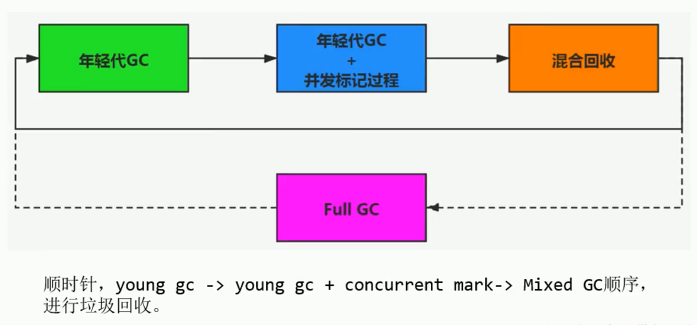 年轻代GC
年轻代GC
+
并发标记过程
混合回收
Full GC
顺时针，young gc -> young gc + concurrent mark-> Mixed GC顺序，
进行垃圾回收。